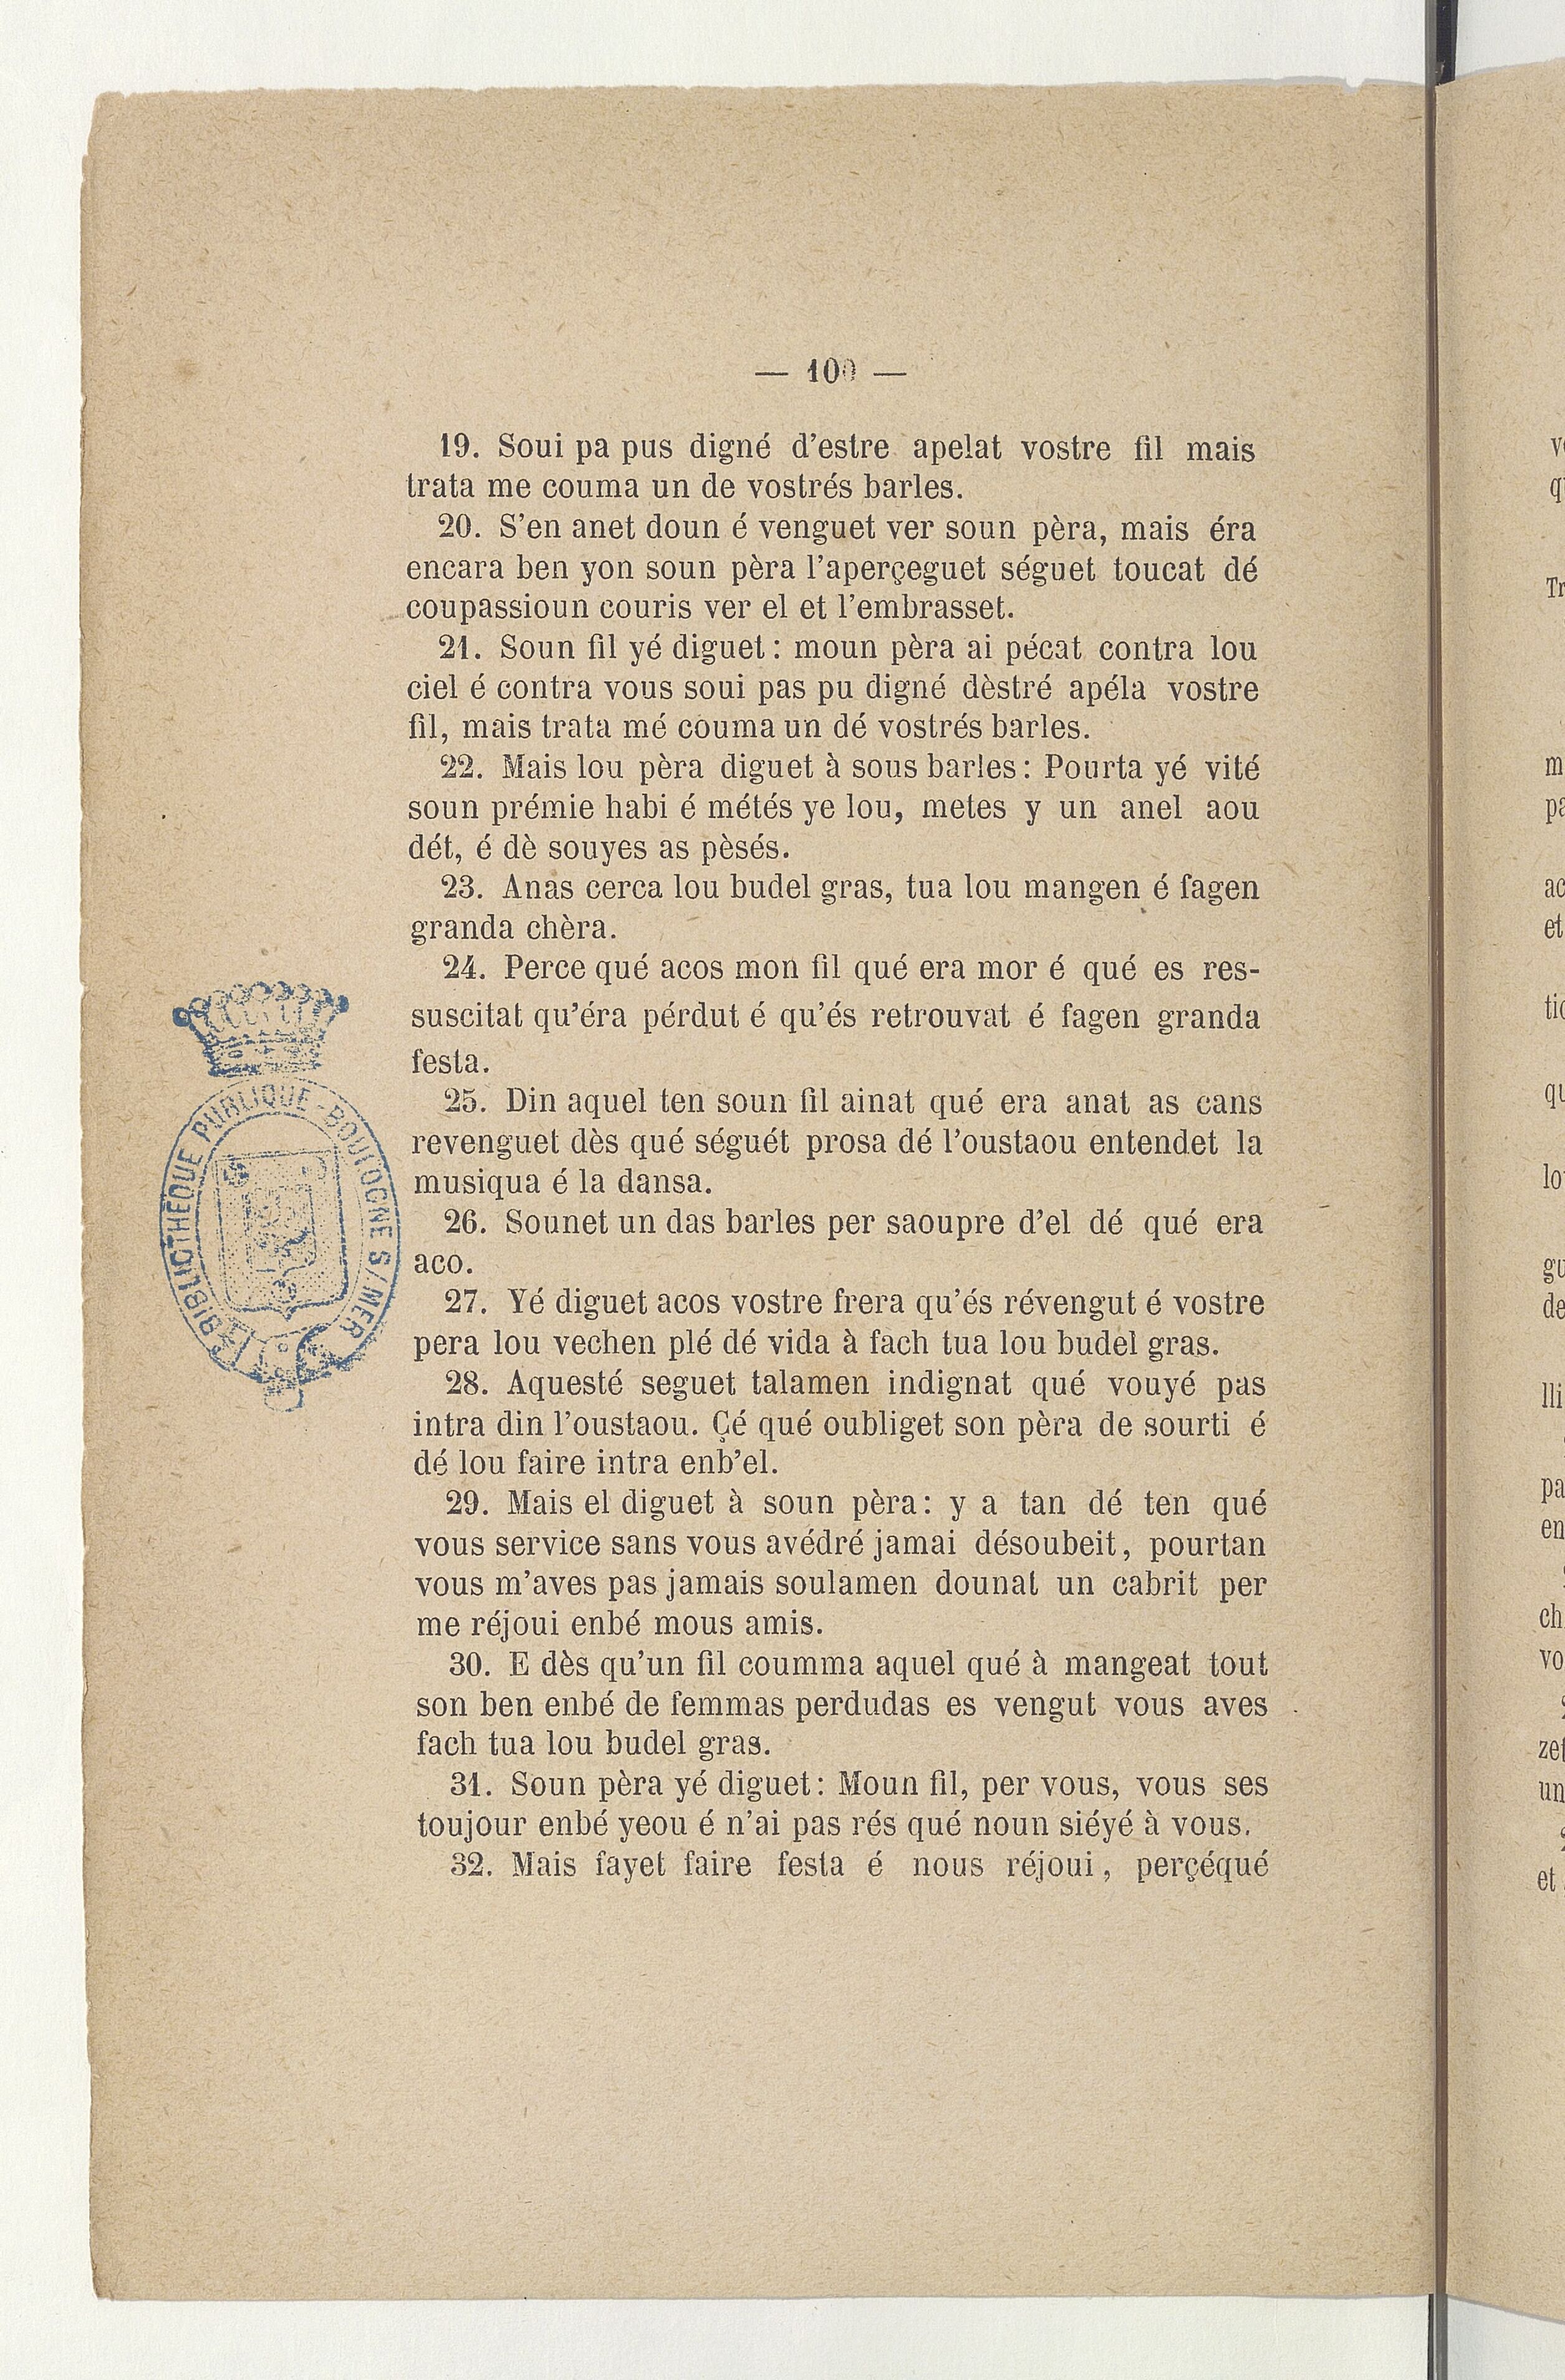 — 100 —
19. Soui pa pus digné d'estre apelat vostre fil mais
trata me couma un de vostrés barles.
20. S'en anet doun é venguet ver soun pèra, mais éra
encara ben yon soun pèra l'aperçeguet séguet toucat dé
coupassioun couris ver el et l'embrasset.
21. Soun fil yé diguet : moun pèra ai pécat contra lou
ciel é contra vous soui pas pu digné dèstré apéla vostre
fil, mais trata mé couma un dé vostrés barles.
22. Mais lou pèra diguet à sous barles : Pourta yé vité
soun prémie habi é métés ye lou, metes y un anel aou
dét, é dè souyes as pèsés.
23. Anas cerca lou budel gras, tua lou mangen é fagen
granda chèra.
24. Perce qué acos mon fil qué era mor é qué es res-
suscitat qu'éra pérdut é qu'és retrouvat é fagen granda
festa.
25. Din aquel ten soun fil ainat qué era anat as cans
revenguet dès qué séguét prosa dé l'oustaou entendet la
musiqua é la dansa.
26. Sounet un das barles per saoupre d'el dé qué era
aco.
27. Yé diguet acos vostre frera qu'és révengut é vostre
pera lou vechen plé dé vida à fach tua lou budel gras.
28. Aquesté seguet talamen indignat qué vouyé pas
intra din l'oustaou. Çé qué oubliget son pèra de sourti é
dé lou faire intra enb'el.
29. Mais el diguet à soun pèra : y a tan dé ten qué
vous service sans vous avédré jamai désoubeit, pourtan
vous m'aves pas jamais soulamen dounat un cabrit per
me réjoui enbé mous amis.
30. E dès qu'un fil coumma aquel qué à mangeat tout
son ben enbé de femmas perdudas es vengut vous aves
fach tua lou budel gras.
31. Soun pèra yé diguet : Moun fil, per vous, vous ses
toujour enbé yeou é n'ai pas rés qué noun siéyé à vous.
32. Mais fayet faire festa é nous réjoui, perçéqué
BIBLIOTHEQUE PUBLIQUE - BOULOGNE S/MER